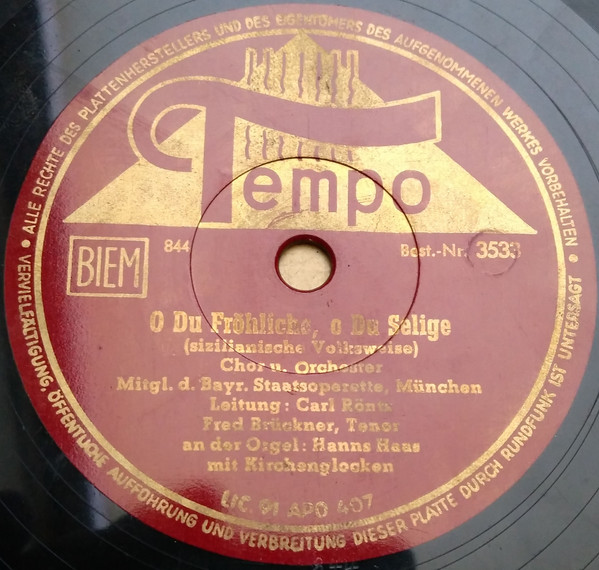 ALLE RECHTE DES PLATTENHERSTELLERS UND DES EIGENTÜMERS DES AUFGENOMMENEN WERKES VORBEHALTEN
Tempo
BIEM
844
Best.-Nr. 3533
O Du Fröhliche, o Du Selige
(sizilianische Volksweise)
Chor u. Orchester
Mitgl. d. Bayr. Staatsoperette, München
Leitung: Carl
Fred Brückner, Tenor
an der Orgel: Hanns Haas
mit Kirchenglocken
LIC. 91 APO 407
VERVIELFÄLTIGUNG, ÖFFENTLICHE AUFFÜHRUNG UND VERBREITUNG DIESER PLATTE DURCH RUNDFUNK IST UNTERSAGT